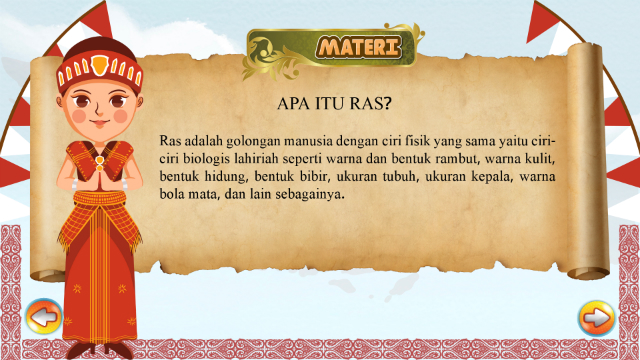 MATERI
APA ITU RAS?
Ras adalah golongan manusia dengan ciri fisik yang sama yaitu ciri-
ciri biologis lahiriah seperti warna dan bentuk rambut, warna kulit,
bentuk hidung, bentuk bibir, ukuran tubuh, ukuran kepala, warna
bola mata, dan lain sebagainya.